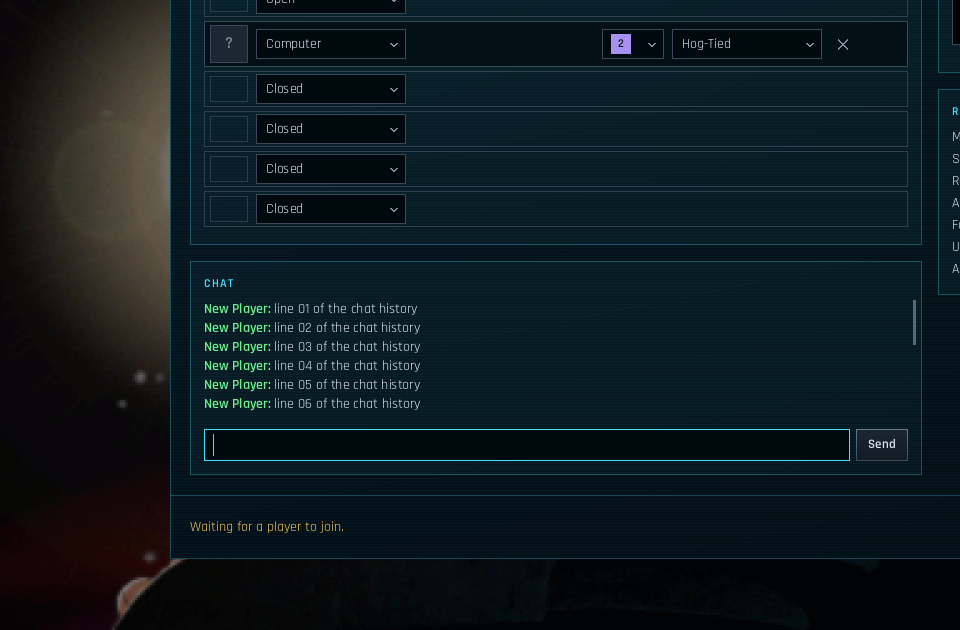 Open
?
Computer
2
Hog-Tied
Closed
Closed
Closed
Closed
CHAT
New Player: line 01 of the chat history
New Player: line 02 of the chat history
New Player: line 03 of the chat history
New Player: line 04 of the chat history
New Player: line 05 of the chat history
New Player: line 06 of the chat history
Send
Waiting for a player to join.